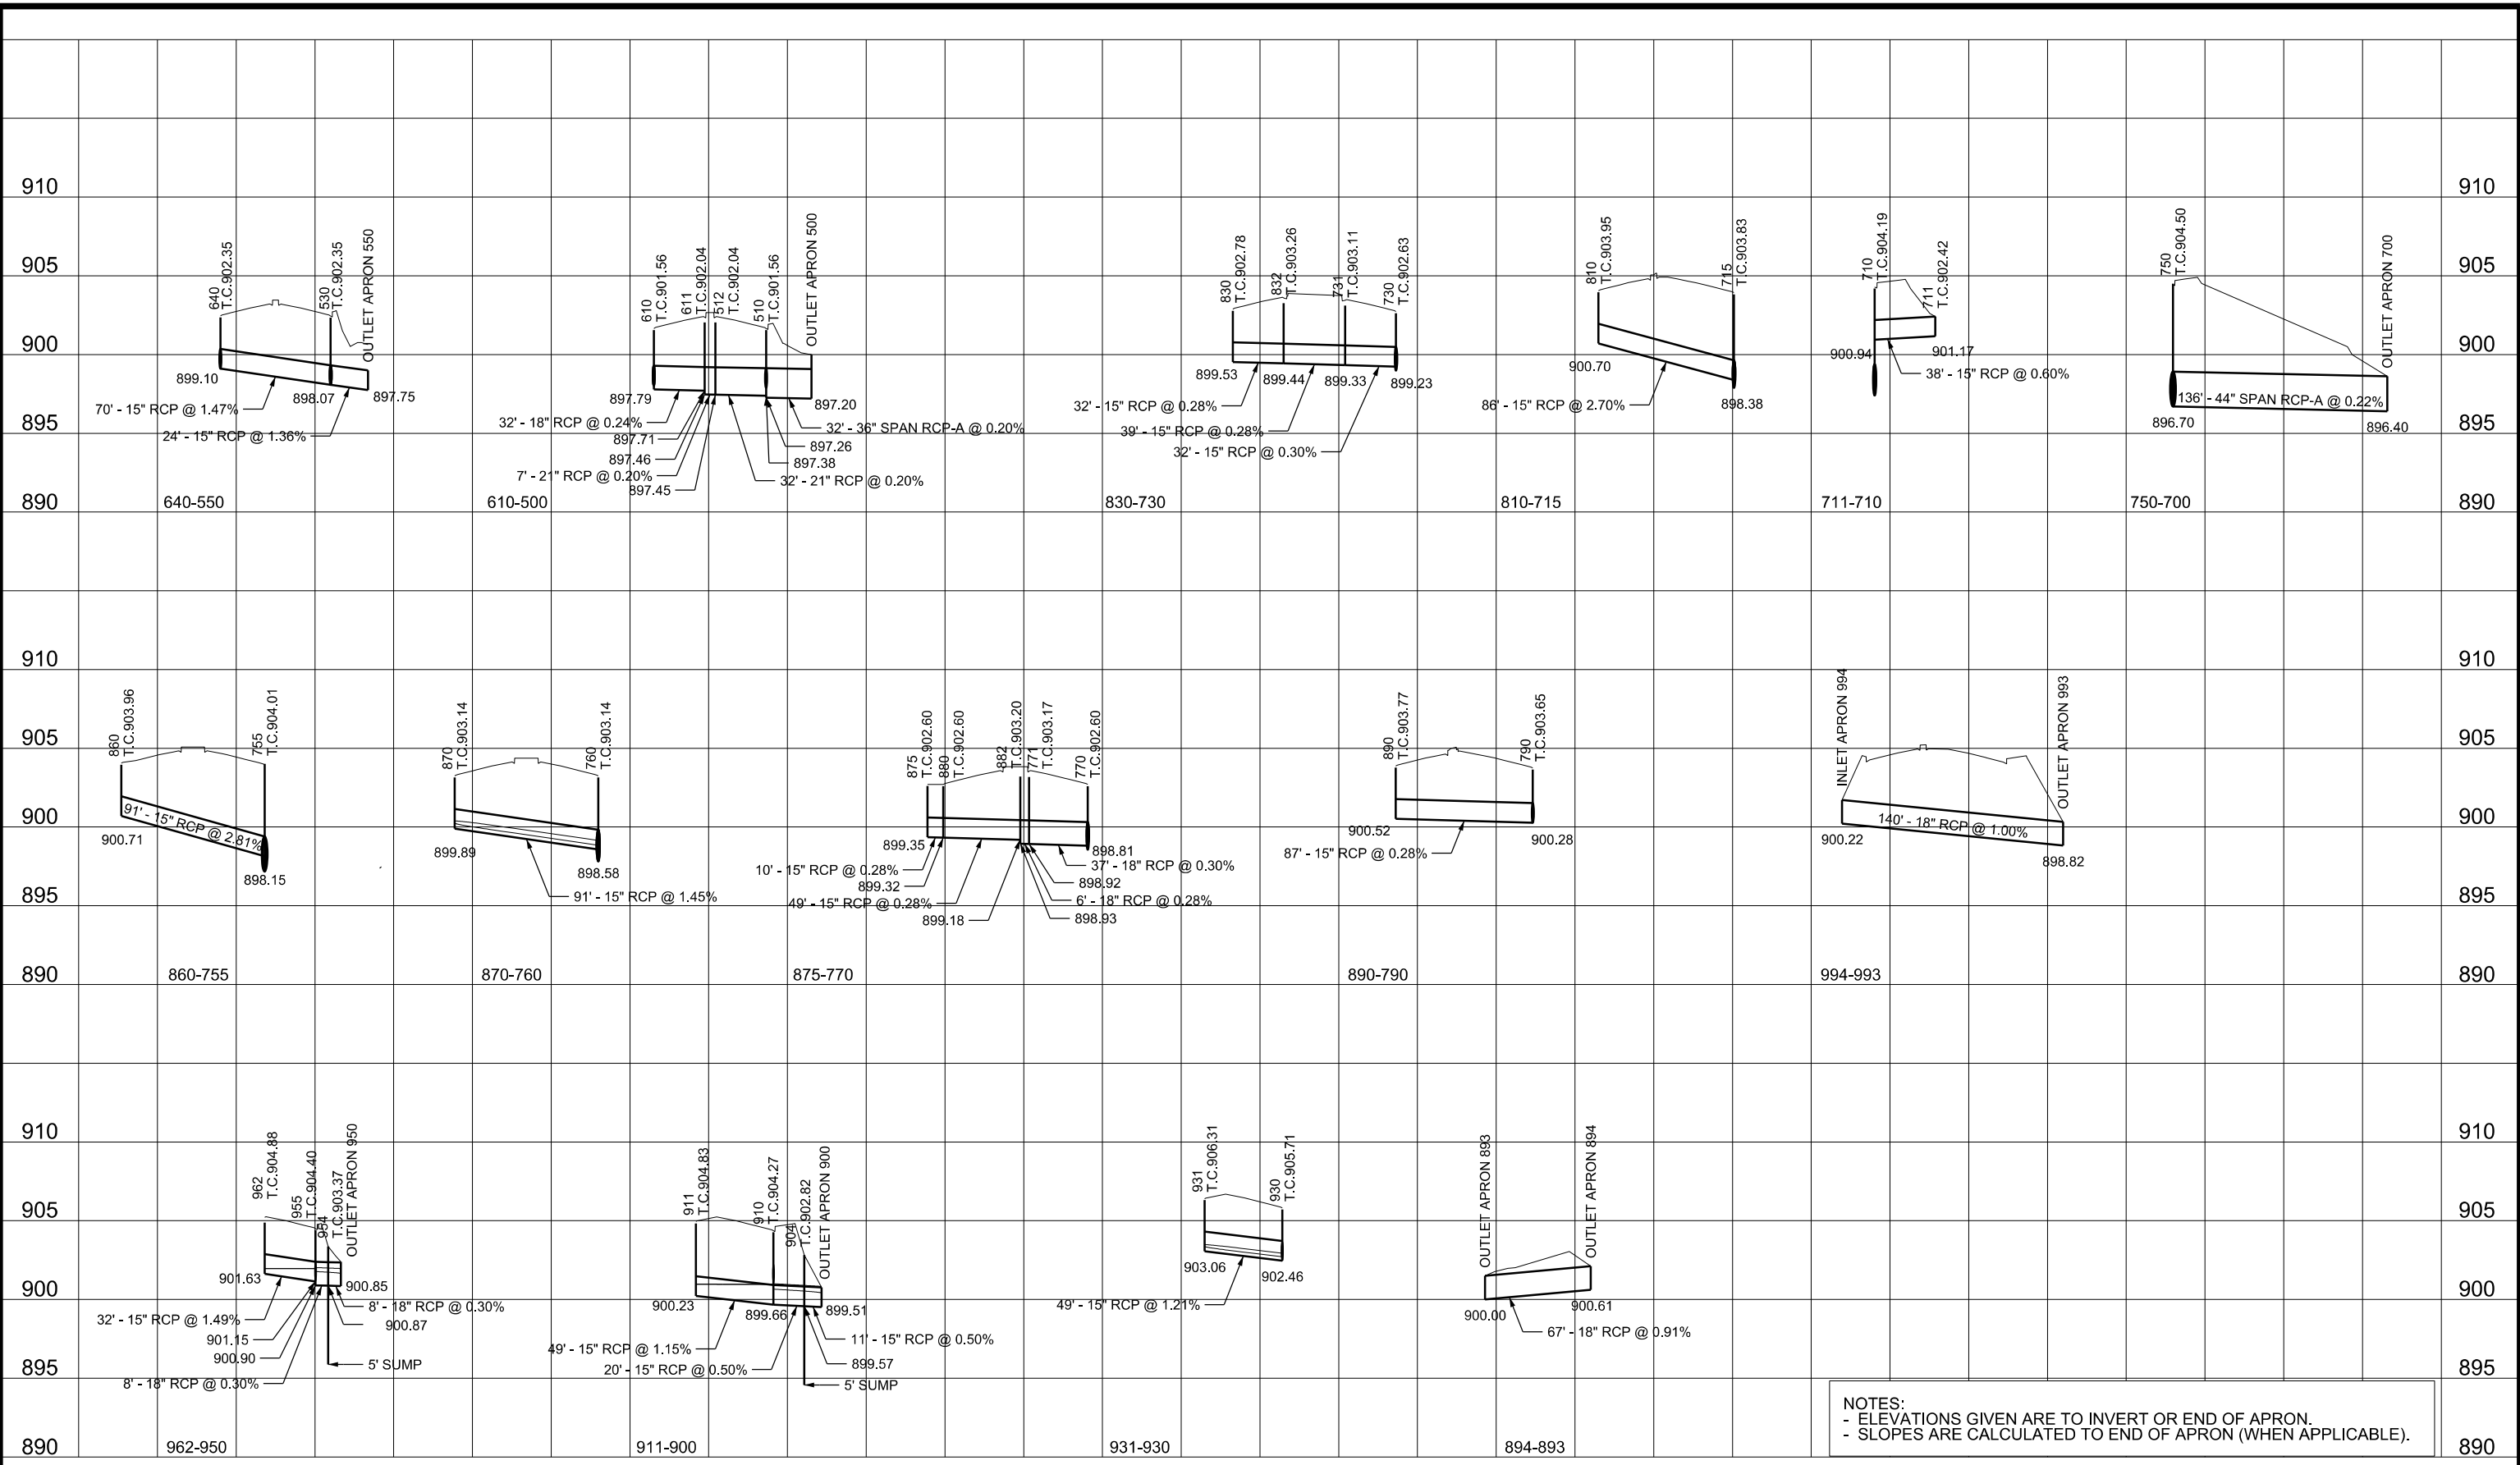 910
910
905
905
900
900
895
895
890
890
640
T.C.902.35
530
T.C.902.35
OUTLET APRON 550
899.10
898.07
897.75
70' - 15" RCP @ 1.47%
24' - 15" RCP @ 1.36%
640-550
610
T.C.901.56
611
T.C.902.04
512
T.C.902.04
510
T.C.901.56
OUTLET APRON 500
897.79
897.20
32' - 18" RCP @ 0.24%
32' - 36" SPAN RCP-A @ 0.20%
897.71
897.26
897.46
897.38
7' - 21" RCP @ 0.20%
32' - 21" RCP @ 0.20%
897.45
610-500
830
T.C.902.78
832
T.C.903.26
731
T.C.903.11
730
T.C.902.63
899.53
899.44
899.33
899.23
32' - 15" RCP @ 0.28%
39' - 15" RCP @ 0.28%
32' - 15" RCP @ 0.30%
830-730
810
T.C.903.95
715
T.C.903.83
900.70
898.38
86' - 15" RCP @ 2.70%
810-715
710
T.C.904.19
711
T.C.902.42
900.94
901.17
38' - 15" RCP @ 0.60%
711-710
750
T.C.904.50
OUTLET APRON 700
136' - 44" SPAN RCP-A @ 0.22%
896.70
896.40
750-700
910
910
905
905
900
900
895
895
890
890
860
T.C.903.96
755
T.C.904.01
91' - 15" RCP @ 2.81%
900.71
898.15
860-755
870
T.C.903.14
760
T.C.903.14
899.89
898.58
91' - 15" RCP @ 1.45%
870-760
875
T.C.902.60
880
T.C.902.60
882
T.C.903.20
771
T.C.903.17
770
T.C.902.60
899.35
898.81
10' - 15" RCP @ 0.28%
37' - 18" RCP @ 0.30%
899.32
898.92
49' - 15" RCP @ 0.28%
6' - 18" RCP @ 0.28%
899.18
898.93
875-770
890
T.C.903.77
790
T.C.903.65
900.52
900.28
87' - 15" RCP @ 0.28%
890-790
INLET APRON 994
OUTLET APRON 993
140' - 18" RCP @ 1.00%
900.22
898.82
994-993
910
910
905
905
900
900
895
895
890
890
962
T.C.904.88
955
T.C.904.40
954
T.C.903.37
OUTLET APRON 950
901.63
900.85
8' - 18" RCP @ 0.30%
32' - 15" RCP @ 1.49%
900.87
901.15
900.90
5' SUMP
8' - 18" RCP @ 0.30%
962-950
911
T.C.904.83
910
T.C.904.27
904
T.C.902.82
OUTLET APRON 900
900.23
899.66
899.51
49' - 15" RCP @ 1.15%
11' - 15" RCP @ 0.50%
20' - 15" RCP @ 0.50%
899.57
5' SUMP
911-900
931
T.C.906.31
930
T.C.905.71
903.06
902.46
49' - 15" RCP @ 1.21%
931-930
OUTLET APRON 893
OUTLET APRON 894
900.00
900.61
67' - 18" RCP @ 0.91%
894-893
NOTES:
- ELEVATIONS GIVEN ARE TO INVERT OR END OF APRON.
- SLOPES ARE CALCULATED TO END OF APRON (WHEN APPLICABLE).